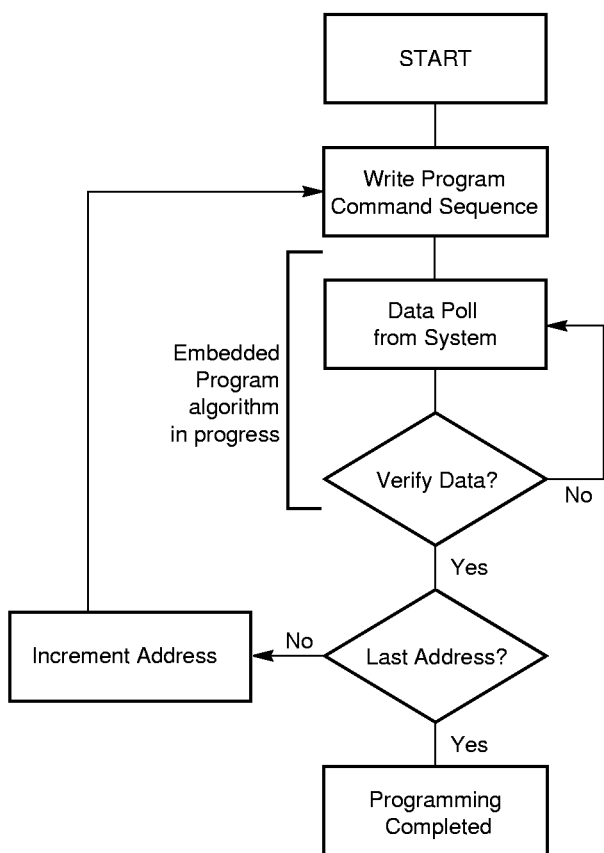 START
Write Program
Command Sequence
Data Poll
from System
Embedded
Program
algorithm
in progress
Verify Data?
No
Yes
No
Increment Address
Last Address?
Yes
Programming
Completed